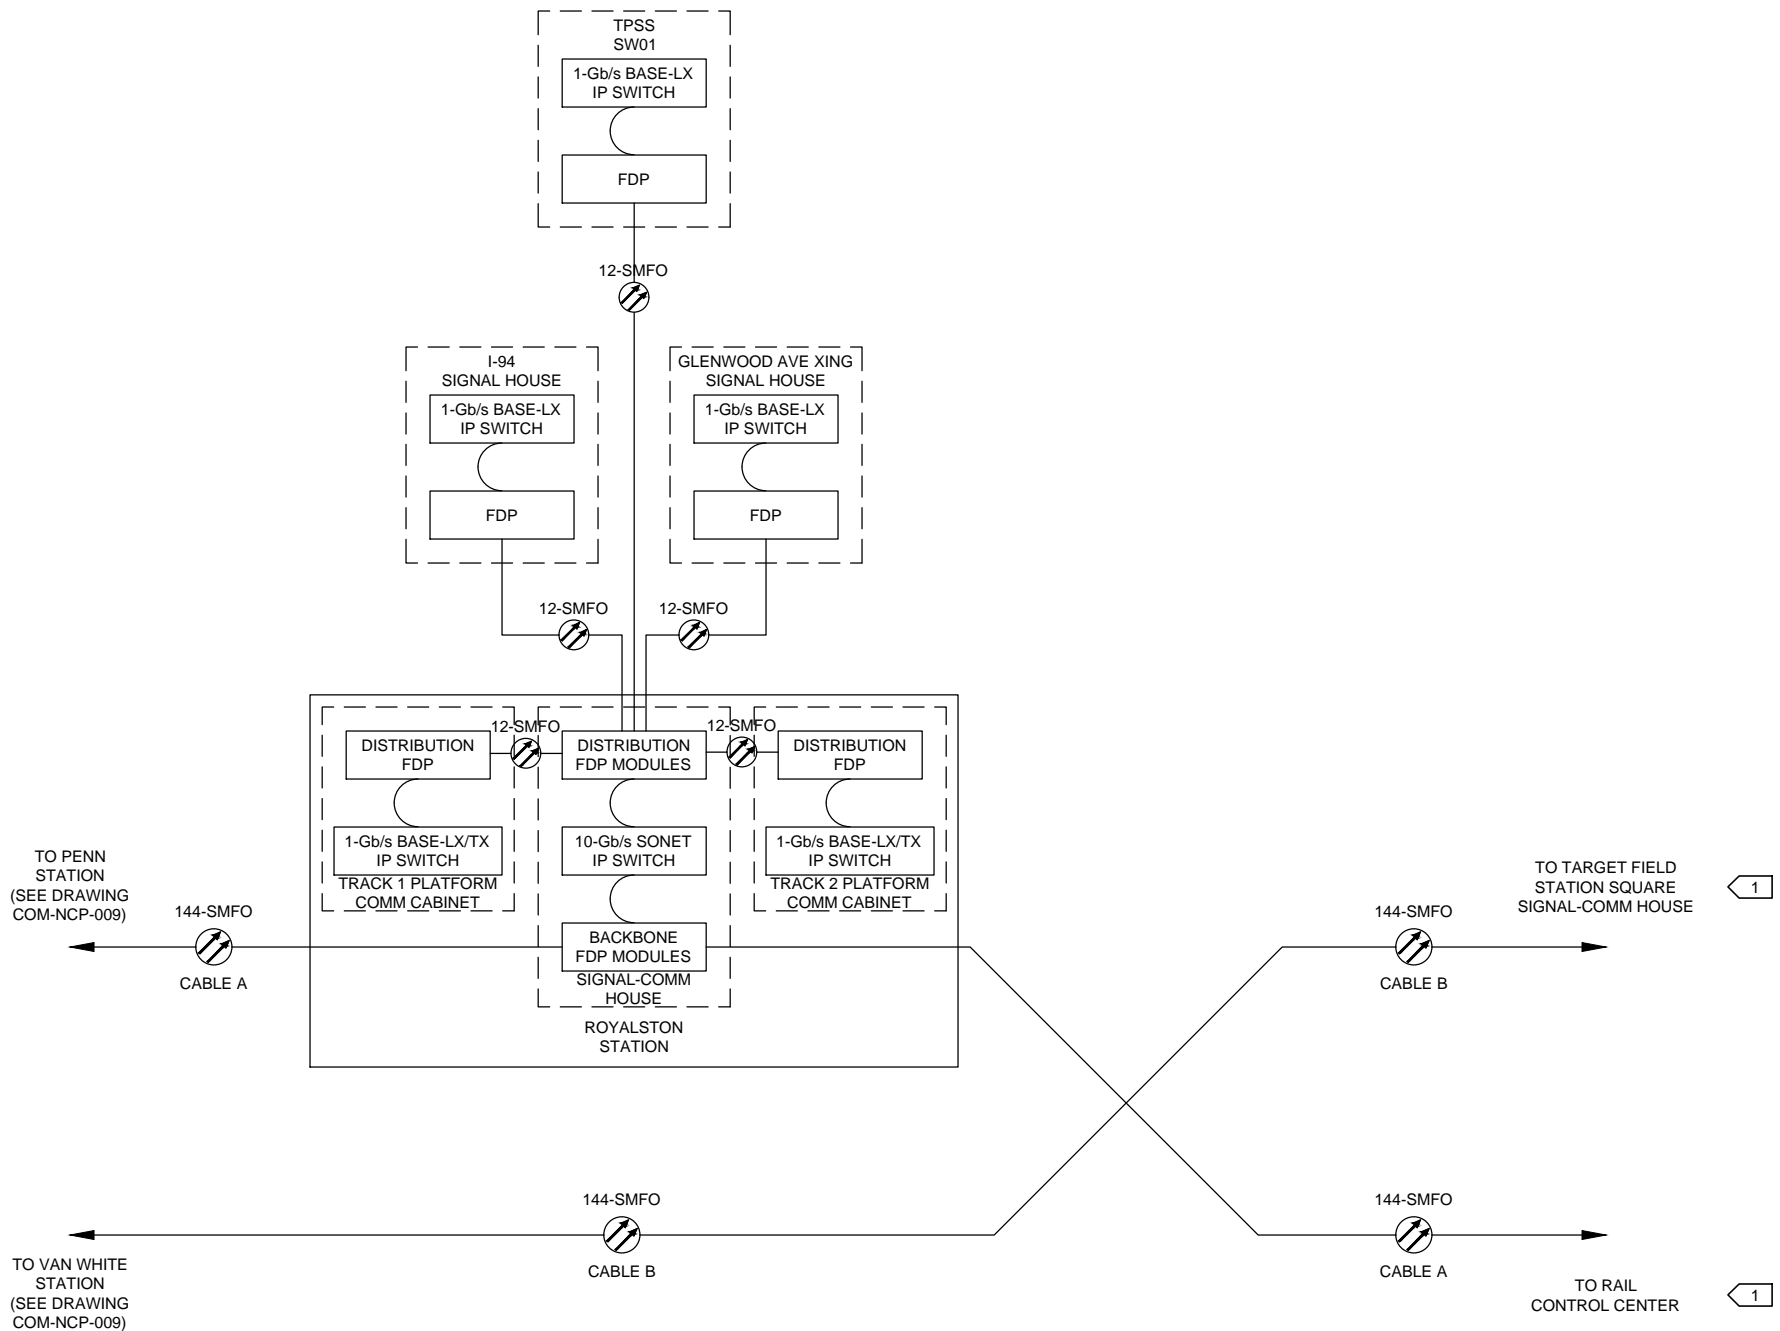 TPSS
SW01
1-Gb/s BASE-LX
IP SWITCH
FDP
12-SMFO
I-94
SIGNAL HOUSE
1-Gb/s BASE-LX
IP SWITCH
FDP
GLENWOOD AVE XING
SIGNAL HOUSE
1-Gb/s BASE-LX
IP SWITCH
FDP
12-SMFO
12-SMFO
12-SMFO
12-SMFO
DISTRIBUTION
FDP
1-Gb/s BASE-LX/TX
IP SWITCH
TRACK 1 PLATFORM
COMM CABINET
DISTRIBUTION
FDP MODULES
10-Gb/s SONET
IP SWITCH
BACKBONE
FDP MODULES
SIGNAL-COMM
HOUSE
DISTRIBUTION
FDP
1-Gb/s BASE-LX/TX
IP SWITCH
TRACK 2 PLATFORM
COMM CABINET
ROYALSTON
STATION
TO PENN
STATION
(SEE DRAWING
COM-NCP-009)
144-SMFO
CABLE A
144-SMFO
CABLE B
TO TARGET FIELD
STATION SQUARE
SIGNAL-COMM HOUSE
1
TO VAN WHITE
STATION
(SEE DRAWING
COM-NCP-009)
144-SMFO
CABLE B
144-SMFO
CABLE A
TO RAIL
CONTROL CENTER
1